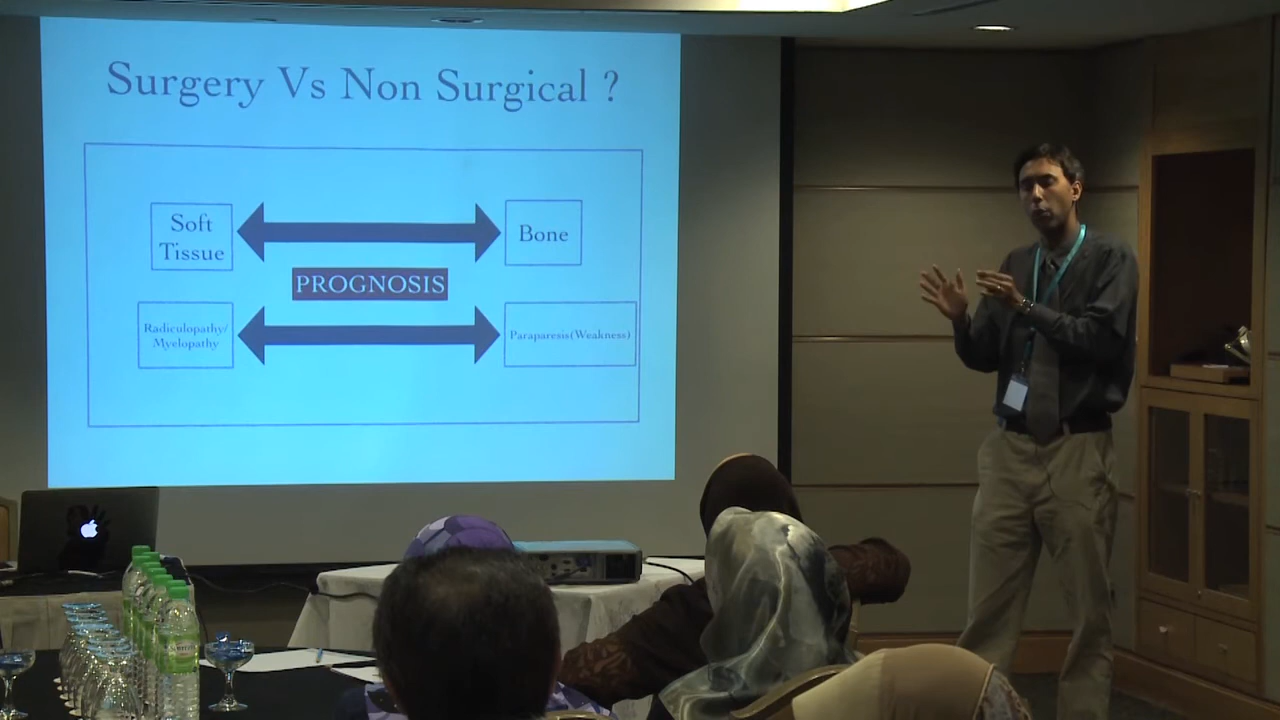 Surgery Vs Non Surgical ?
Soft
Tissue
Bone
PROGNOSIS
Radiculopathy/
Myelopathy
Paraparesis(Weakness)